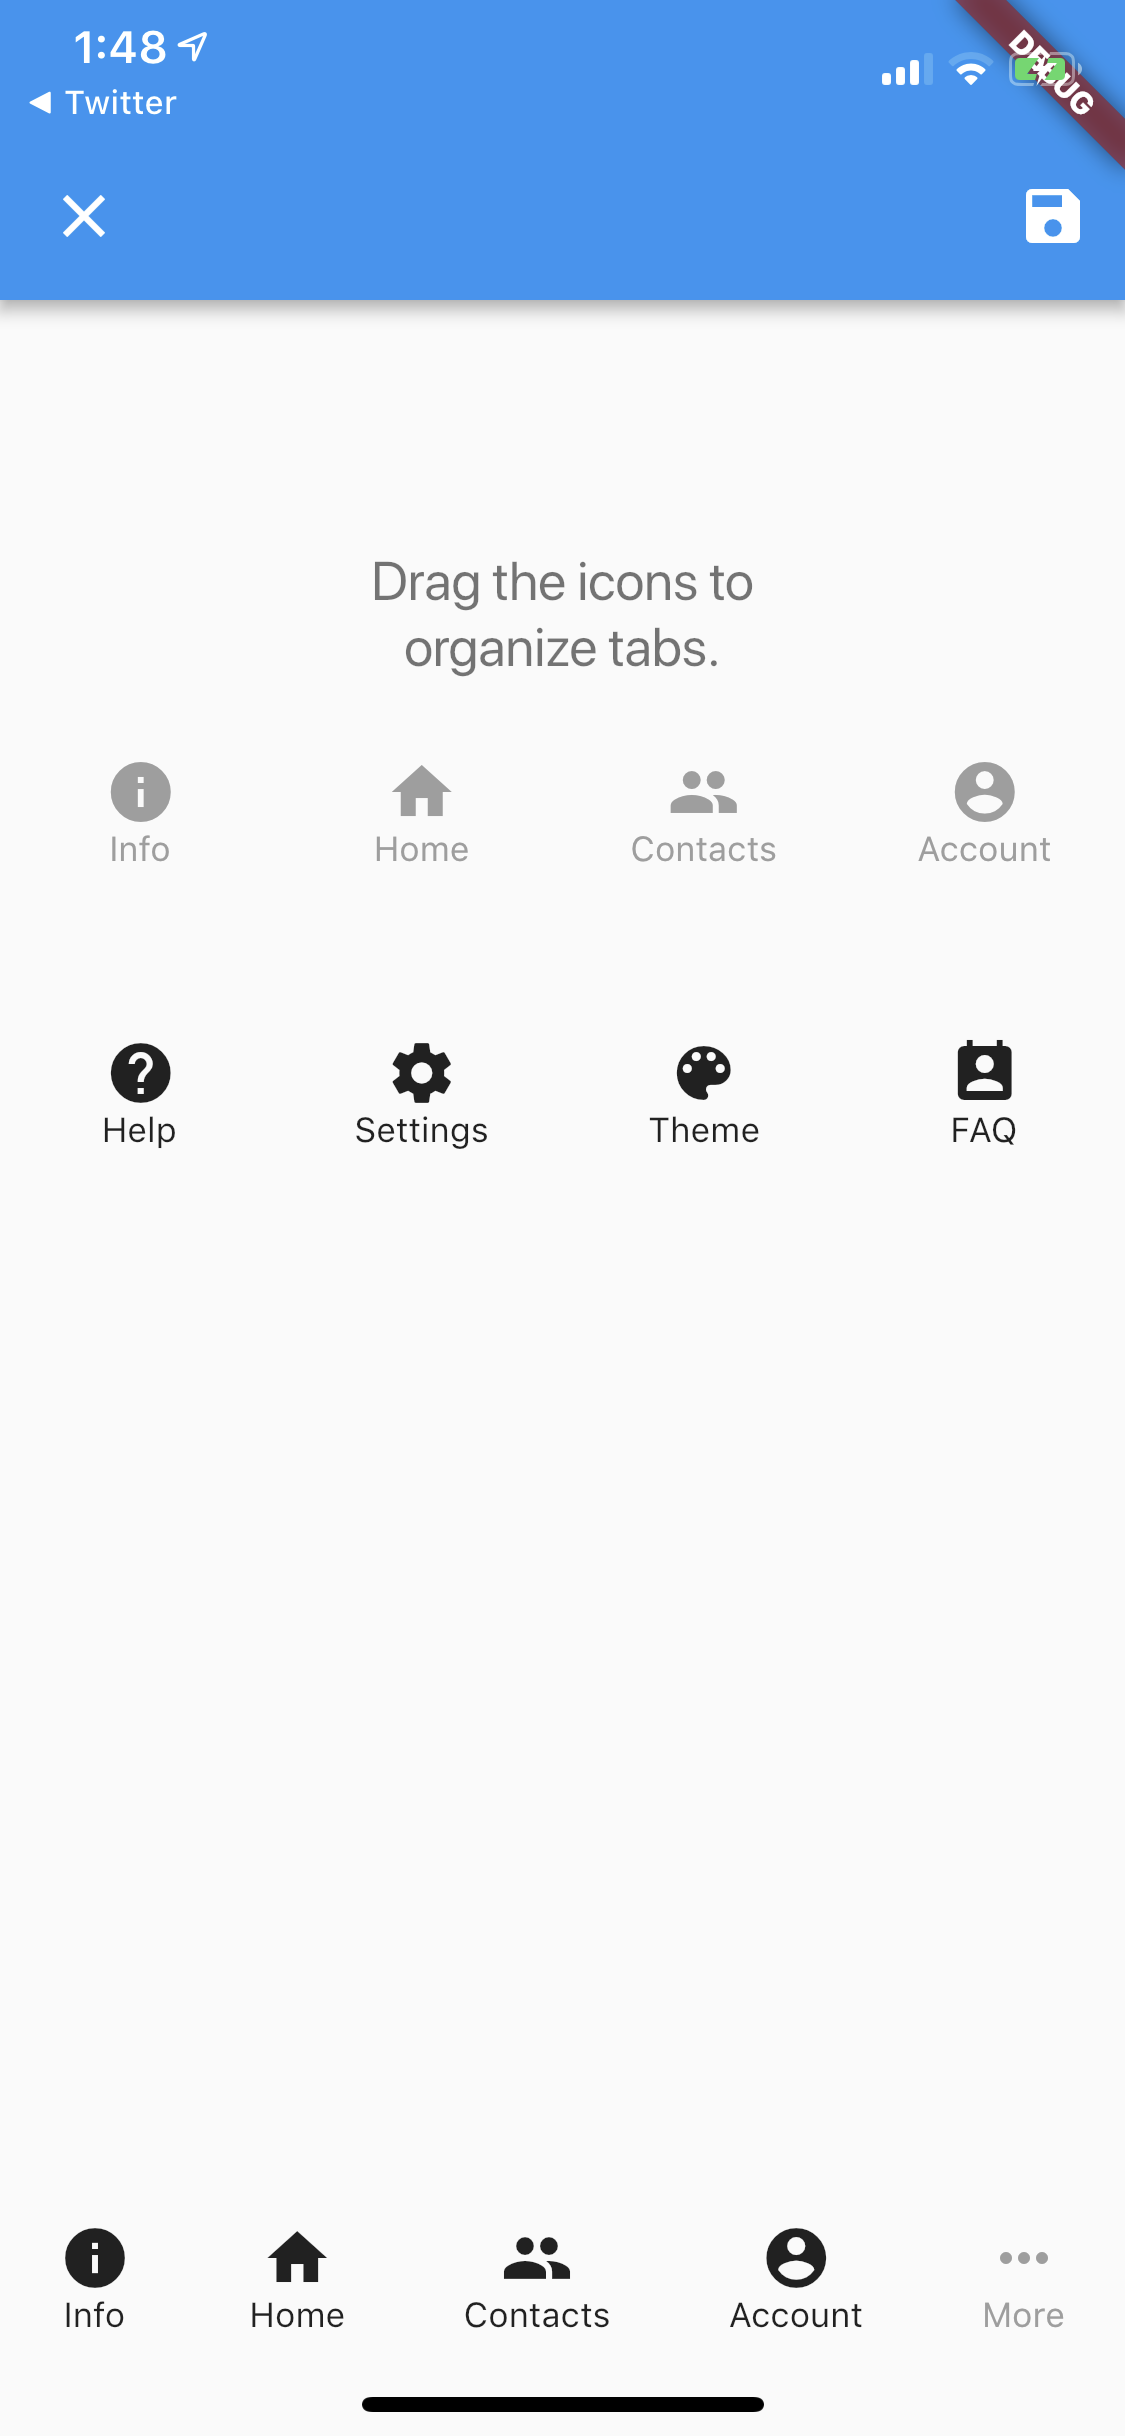 1:48
Twitter
DEBUG
Drag the icons to
organize tabs.
Info Home Contacts Account
Help Settings Theme FAQ
Info Home Contacts Account More